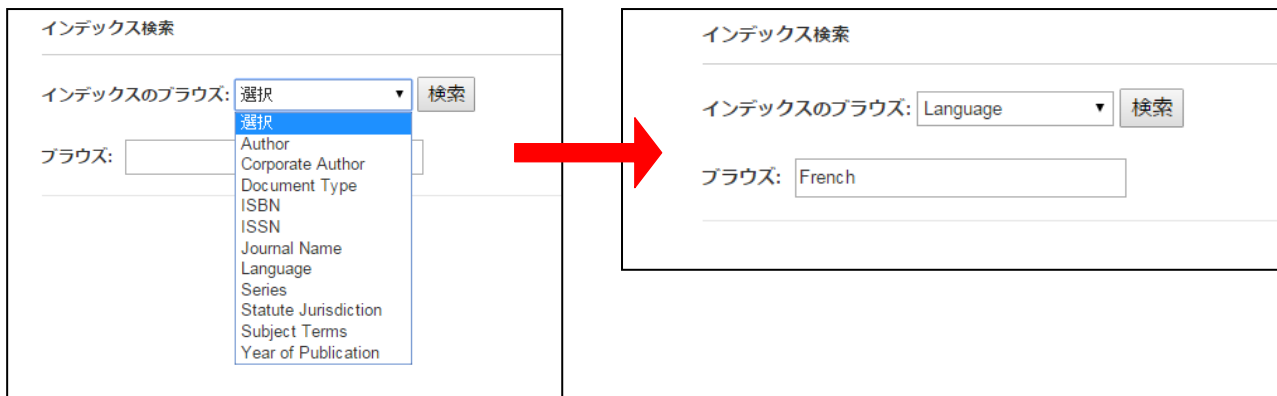 インデックス検索
インデックスのブラウズ: 選択 検索
選択
Author
ブラウズ:
Corporate Author
Document Type
ISBN
ISSN
Journal Name
Language
Series
Statute Jurisdiction
Subject Terms
Year of Publication
インデックス検索
インデックスのブラウズ: Language 検索
ブラウズ: French